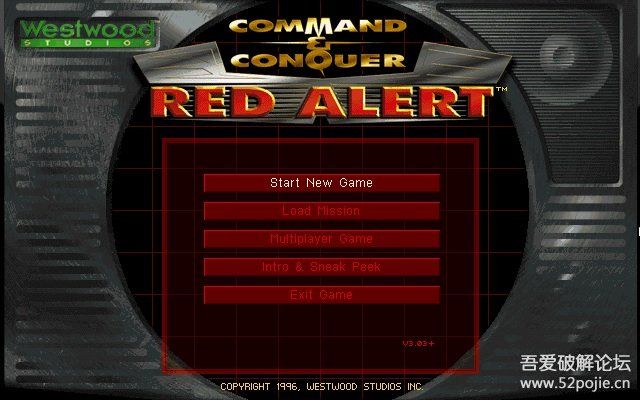 Westwood
STUDIOS
COMMAND
&
CONQUER
RED ALERT™
Start New Game
Load Mission
Multiplayer Game
Intro & Sneak Peek
Exit Game
V3.03+
COPYRIGHT 1996, WESTWOOD STUDIOS INC.
吾爱破解论坛
www.52pojie.cn